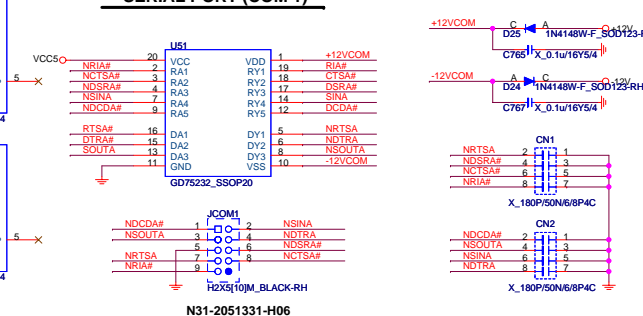 SERIAL PORT (COM 1)
U51
VCC5 20 VCC VDD 1 +12VCOM
NRIA# 2 RA1 RY1 19 RIA#
NCTSA# 3 RA2 RY2 18 CTSA#
NDSRA# 4 RA3 RY3 17 DSRA#
NSINA 7 RA4 RY4 14 SINA
NDCDA# 9 RA5 RY5 12 DCDA#
RTSA# 16 DA1 DY1 5 NRTSA
DTRA# 15 DA2 DY2 6 NDTRA
SOUTA 13 DA3 DY3 8 NSOUTA
11 GND VSS 10 -12VCOM
GD75232_SSOP20
5
5
JCOM1
NDCDA# 1 2 NSINA
NSOUTA 3 4 NDTRA
5 6 NDSRA#
NRTSA 7 8 NCTSA#
NRIA# 9
H2X5[10]M_BLACK-RH
N31-2051331-H06
+12VCOM C A +12V
D25 1N4148W-F_SOD123-R
C765 X_0.1u/16Y5/4
-12VCOM A C -12V
D24 1N4148W-F_SOD123-RH
C767 X_0.1u/16Y5/4
CN1
NRTSA 2 1
NDSRA# 4 3
NCTSA# 6 5
NRIA# 8 7
X_180P/50N/6/8P4C
CN2
NDCDA# 2 1
NSOUTA 4 3
NSINA 6 5
NDTRA 8 7
X_180P/50N/6/8P4C